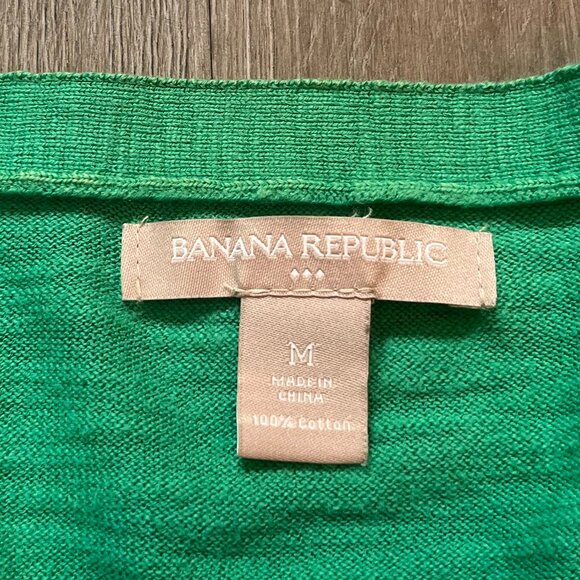 BANANA REPUBLIC
♦♦♦
M
MADE IN
CHINA
100% Cotton